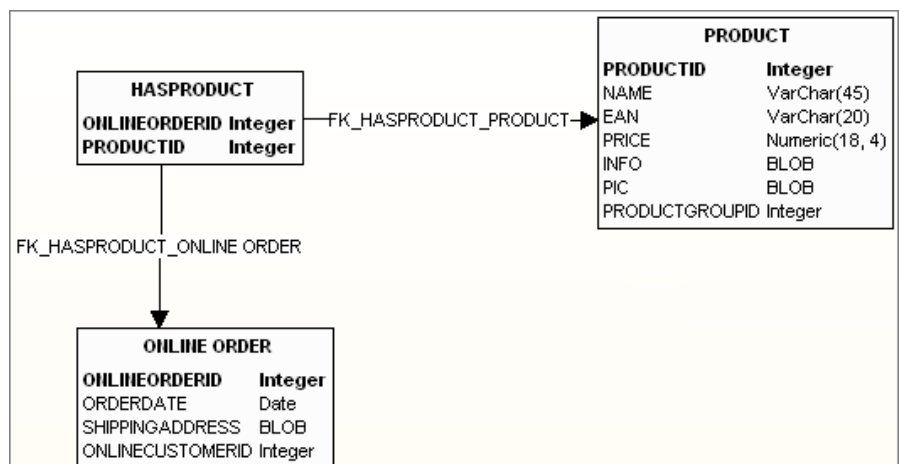 PRODUCT
PRODUCTID Integer
NAME VarChar(45)
EAN VarChar(20)
PRICE Numeric(18, 4)
INFO BLOB
PIC BLOB
PRODUCTGROUPID Integer
HASPRODUCT
ONLINEORDERID Integer
PRODUCTID Integer
FK_HASPRODUCT_PRODUCT
FK_HASPRODUCT_ONLINE ORDER
ONLINE ORDER
ONLINEORDERID Integer
ORDERDATE Date
SHIPPINGADDRESS BLOB
ONLINECUSTOMERID Integer